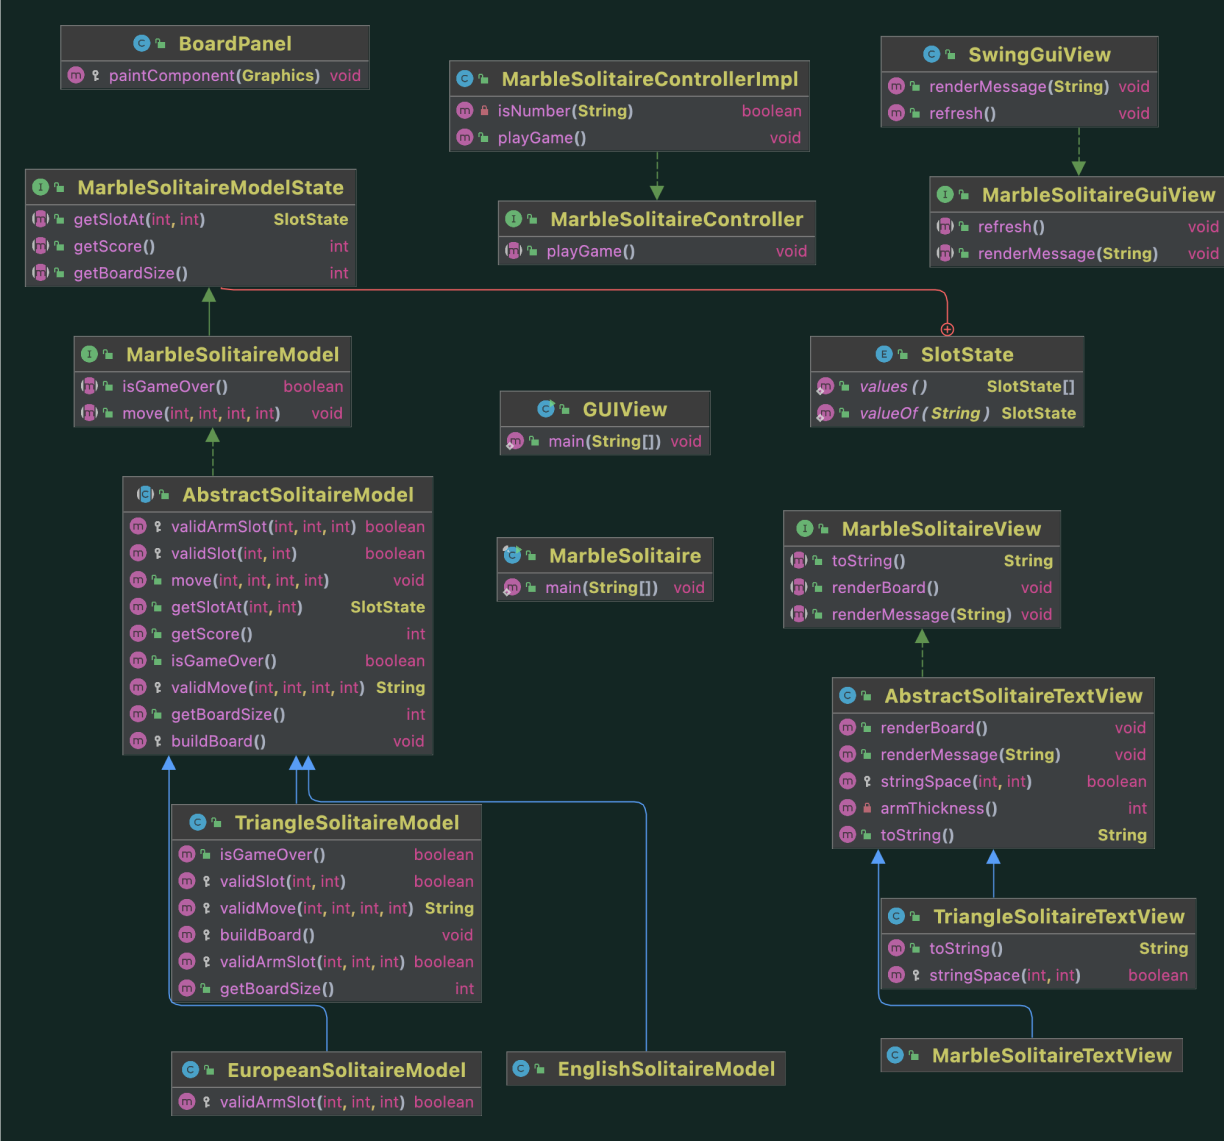 BoardPanel
paintComponent(Graphics) void
MarbleSolitaireControllerImpl
isNumber(String) boolean
playGame() void
SwingGuiView
renderMessage(String) void
refresh() void
MarbleSolitaireModelState
getSlotAt(int, int) SlotState
getScore() int
getBoardSize() int
MarbleSolitaireController
playGame() void
MarbleSolitaireGuiView
refresh() void
renderMessage(String) void
MarbleSolitaireModel
isGameOver() boolean
move(int, int, int, int) void
SlotState
values () SlotState[]
valueOf (String) SlotState
GUIView
main(String[]) void
AbstractSolitaireModel
validArmSlot(int, int, int) boolean
validSlot(int, int) boolean
move(int, int, int, int) void
getSlotAt(int, int) SlotState
getScore() int
isGameOver() boolean
validMove(int, int, int, int) String
getBoardSize() int
buildBoard() void
MarbleSolitaire
main(String[]) void
MarbleSolitaireView
toString() String
renderBoard() void
renderMessage(String) void
AbstractSolitaireTextView
renderBoard() void
renderMessage(String) void
stringSpace(int, int) boolean
armThickness() int
toString() String
TriangleSolitaireModel
isGameOver() boolean
validSlot(int, int) boolean
validMove(int, int, int, int) String
buildBoard() void
validArmSlot(int, int, int) boolean
getBoardSize() int
TriangleSolitaireTextView
toString() String
stringSpace(int, int) boolean
MarbleSolitaireTextView
EuropeanSolitaireModel
validArmSlot(int, int, int) boolean
EnglishSolitaireModel